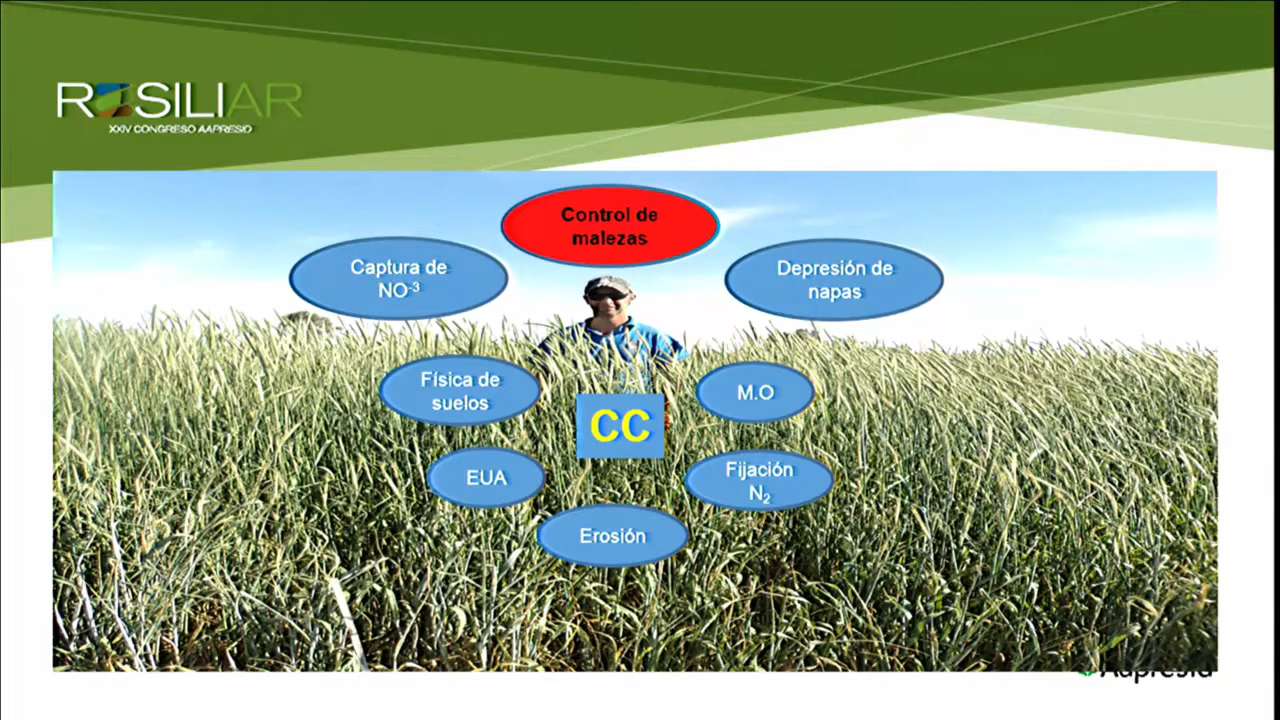 ROSILIAR
XXIV CONGRESO AAPRESID
Control de
malezas
Captura de
NO⁻³
Depresión de
napas
Física de
suelos
M.O
CC
EUA
Fijación
N₂
Erosión
Aapresid